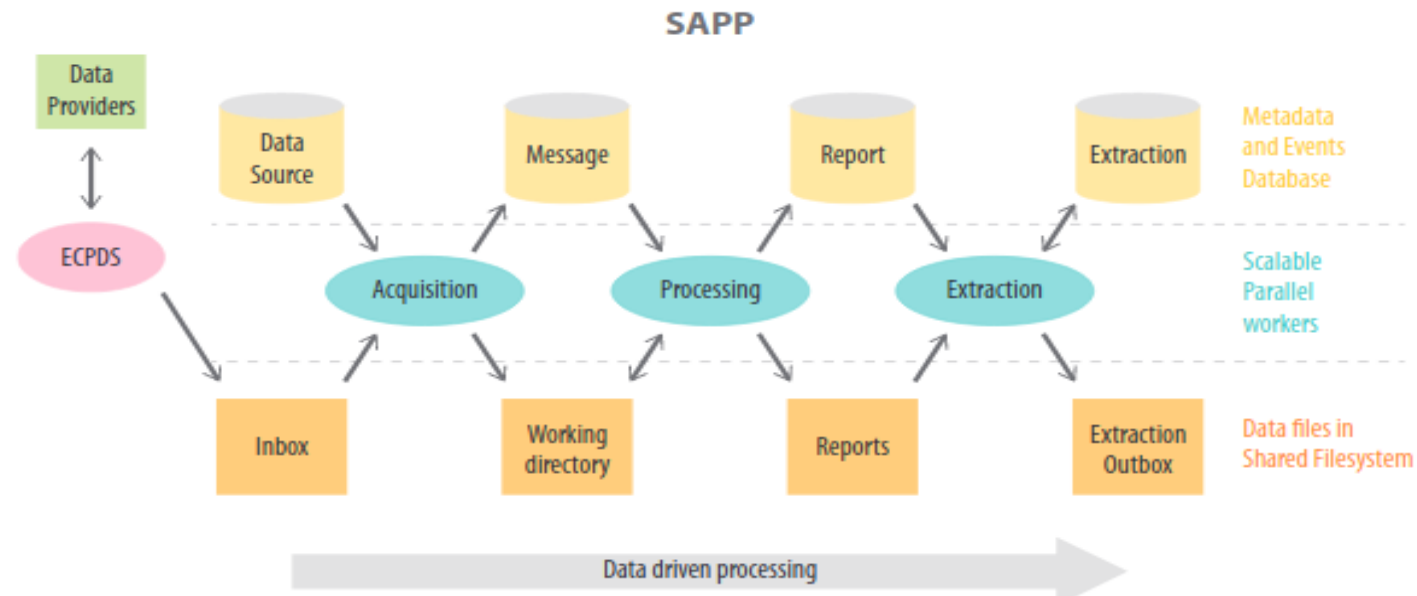 SAPP
Data
Providers
Data
Source
Message
Report
Extraction
Metadata
and Events
Database
ECPDS
Acquisition
Processing
Extraction
Scalable
Parallel
workers
Inbox
Working
directory
Reports
Extraction
Outbox
Data files in
Shared Filesystem
Data driven processing